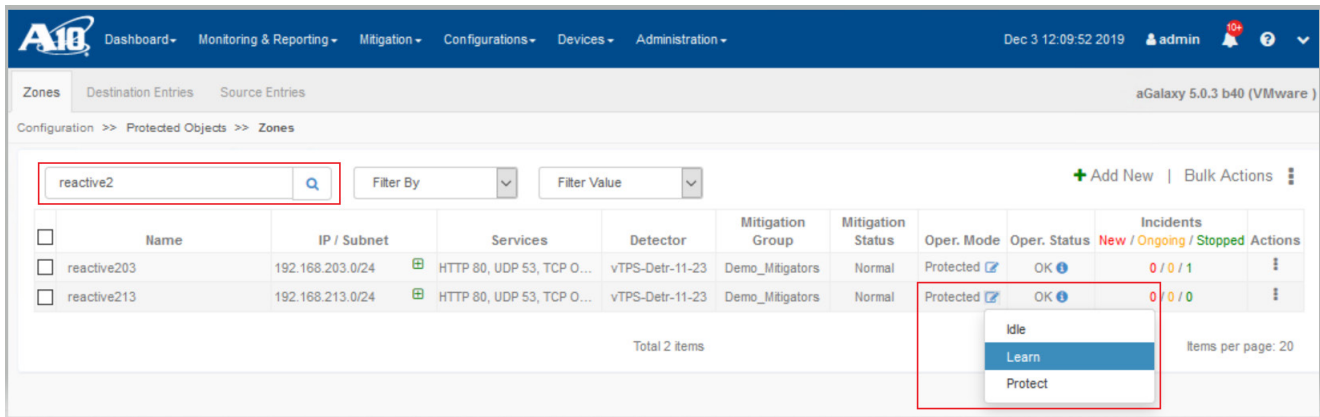 A10 Dashboard Monitoring & Reporting Mitigation Configurations Devices Administration Dec 3 12:09:52 2019 admin 10+
Zones Destination Entries Source Entries aGalaxy 5.0.3 b40 (VMware )
Configuration >> Protected Objects >> Zones
reactive2 Filter By Filter Value Add New | Bulk Actions
Name IP / Subnet Services Detector Mitigation Group Mitigation Status Oper. Mode Oper. Status Incidents New / Ongoing / Stopped Actions
reactive203 192.168.203.0/24 HTTP 80, UDP 53, TCP O... vTPS-Detr-11-23 Demo_Mitigators Normal Protected OK 0 / 0 / 1
reactive213 192.168.213.0/24 HTTP 80, UDP 53, TCP O... vTPS-Detr-11-23 Demo_Mitigators Normal Protected OK 0 / 0 / 0
Idle
Total 2 items Items per page: 20
Learn
Protect